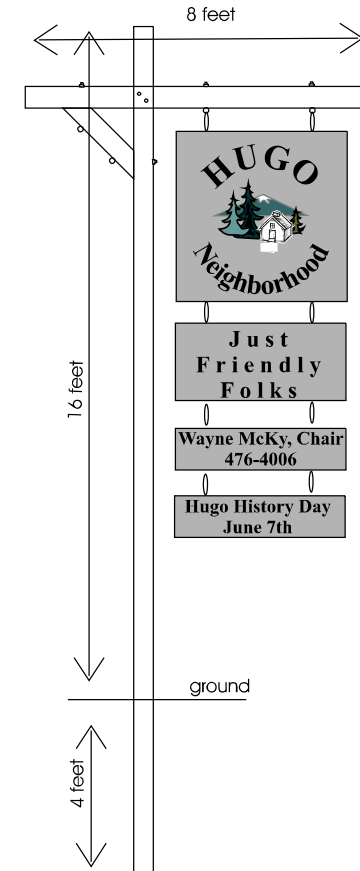 8 feet
HUGO
Neighborhood
Just
Friendly
Folks
16 feet
Wayne McKy, Chair
476-4006
Hugo History Day
June 7th
ground
4 feet